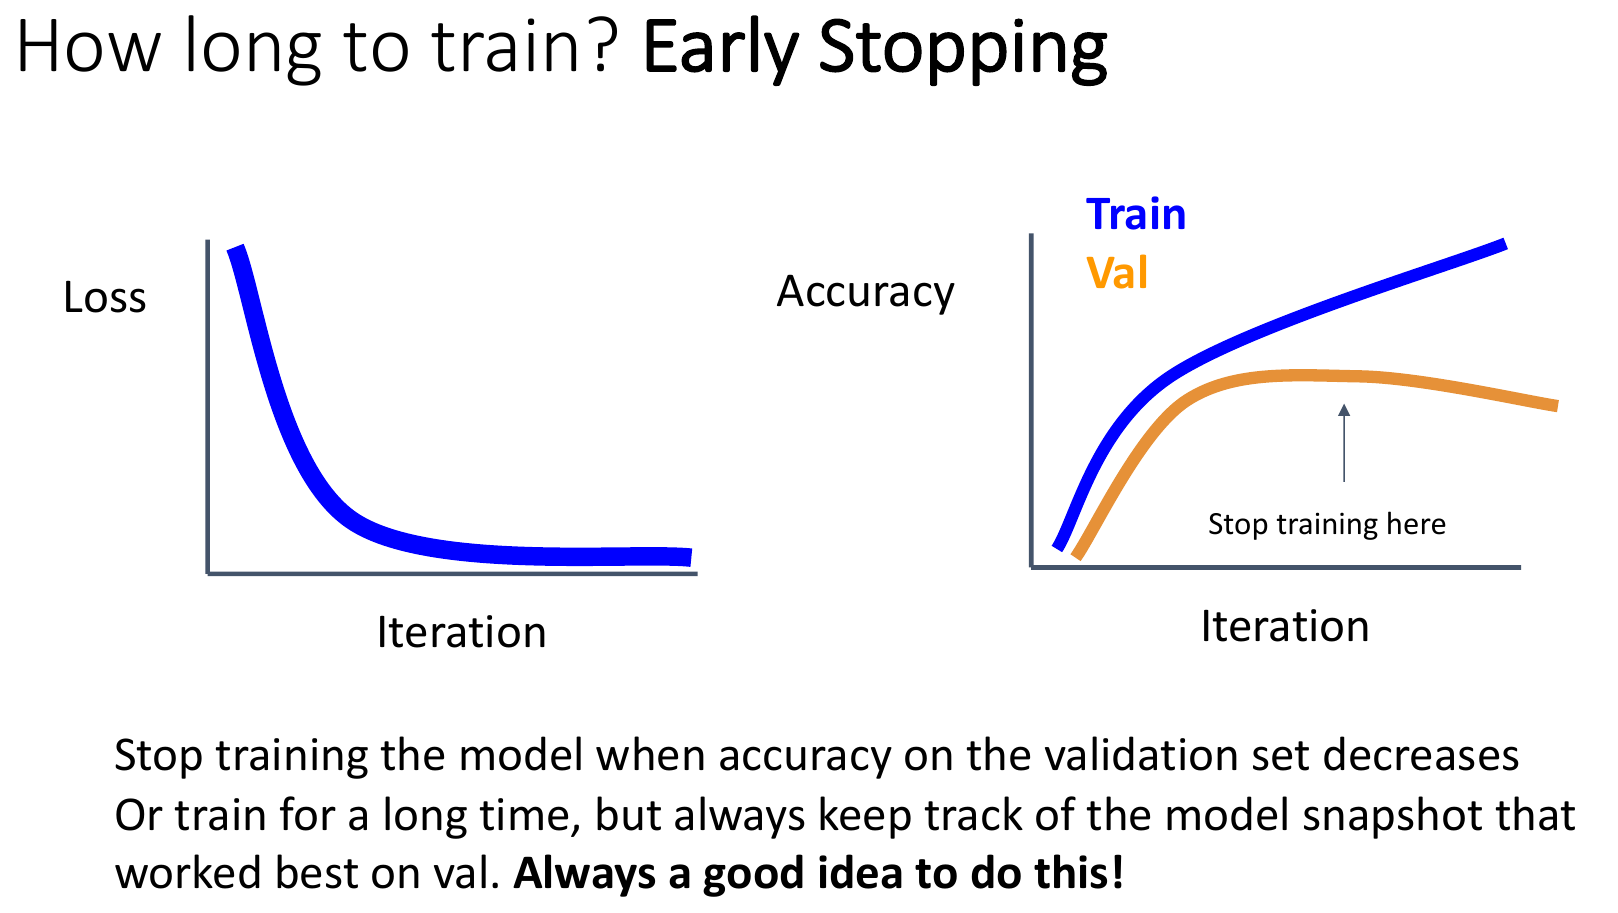 How long to train? Early Stopping
Loss
Iteration
Accuracy
Train
Val
Stop training here
Iteration
Stop training the model when accuracy on the validation set decreases
Or train for a long time, but always keep track of the model snapshot that
worked best on val. Always a good idea to do this!